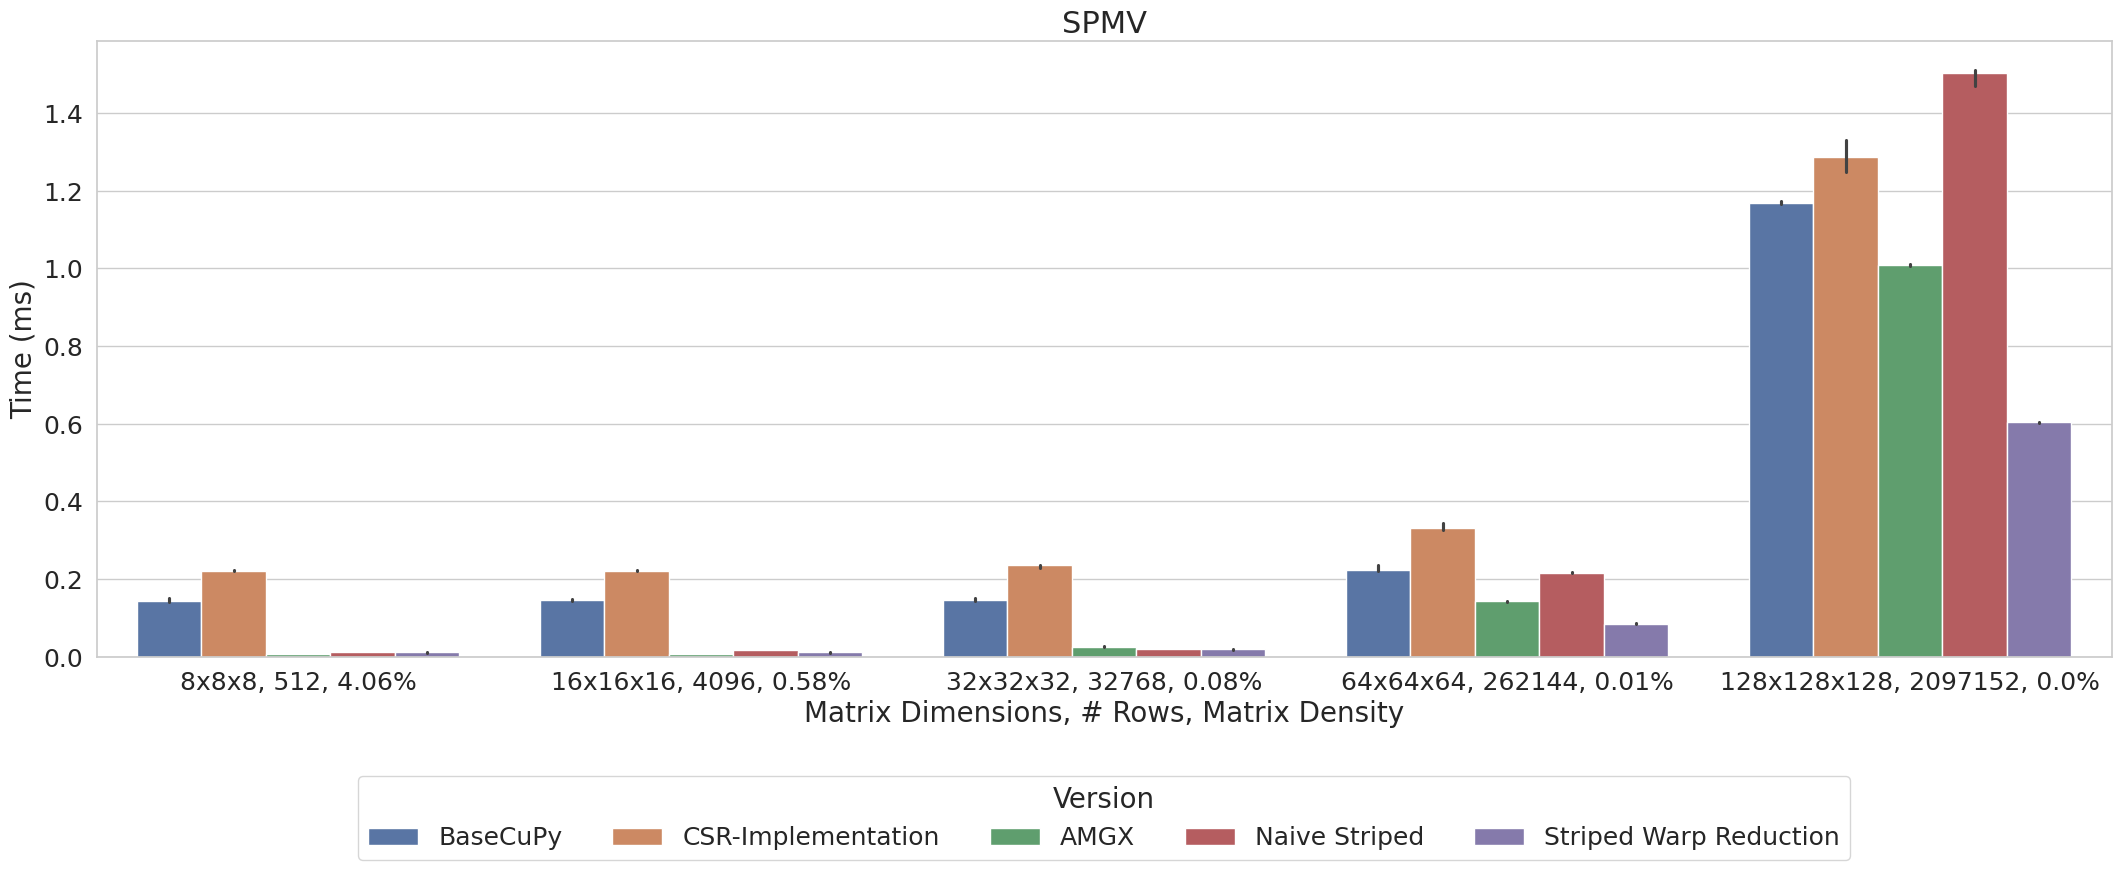 SPMV
Time (ms)
1.4
1.2
1.0
0.8
0.6
0.4
0.2
0.0
8x8x8, 512, 4.06%
16x16x16, 4096, 0.58%
32x32x32, 32768, 0.08%
64x64x64, 262144, 0.01%
128x128x128, 2097152, 0.0%
Matrix Dimensions, # Rows, Matrix Density
Version
BaseCuPy
CSR-Implementation
AMGX
Naive Striped
Striped Warp Reduction